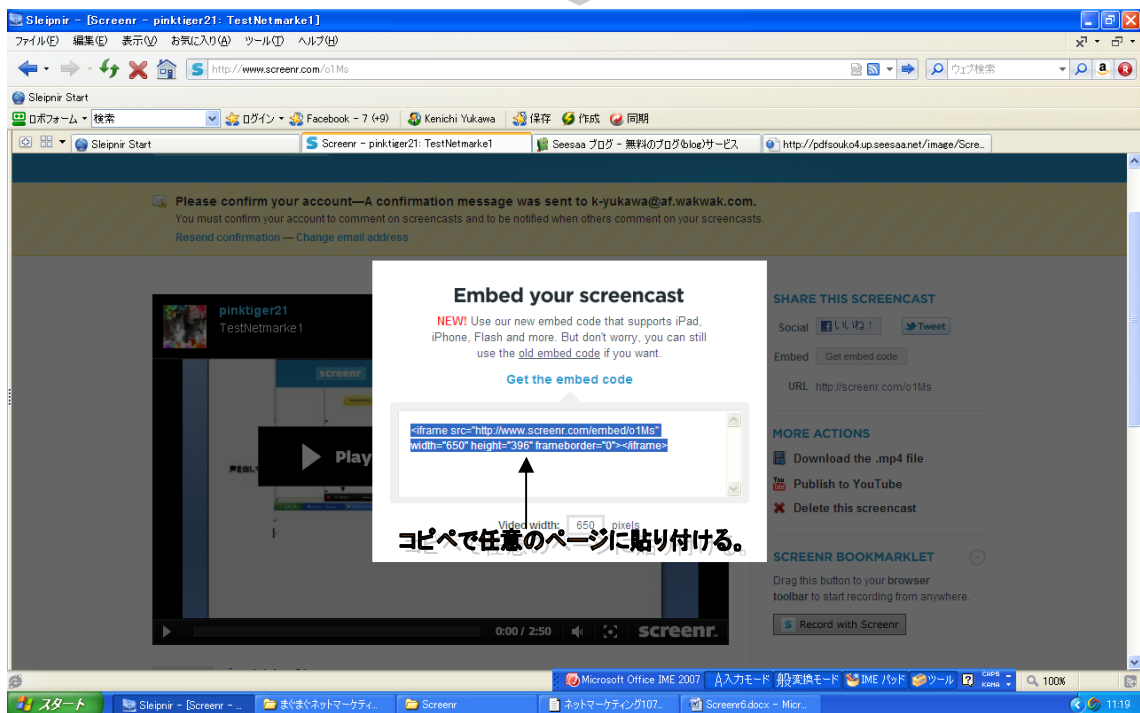 Sleipnir - [Screenr - pinktiger21: TestNetmarke1]
ファイル(F) 編集(E) 表示(V) お気に入り(A) ツール(T) ヘルプ(H)
http://www.screenr.com/o1Ms
ウェブ検索
Sleipnir Start
ロボフォーム 検索 ログイン Facebook - 7 (+9) Kenichi Yukawa 保存 作成 同期
Sleipnir Start
Screenr - pinktiger21: TestNetmarke1
Seesaa ブログ - 無料のブログ(blog)サービス
http://pdfsouko4.up.seesaa.net/image/Scre...
Please confirm your account—A confirmation message was sent to k-yukawa@af.wakwak.com.
You must confirm your account to comment on screencasts and to be notified when others comment on your screencasts.
Resend confirmation — Change email address
pinktiger21
TestNetmarke1
screenr
Play
Embed your screencast
NEW! Use our new embed code that supports iPad,
iPhone, Flash and more. But don't worry, you can still
use the old embed code if you want.
Get the embed code
<iframe src="http://www.screenr.com/embed/o1Ms"
width="650" height="396" frameborder="0"></iframe>
Video width: 650 pixels
コピペで任意のページに貼り付ける。
0:00 / 2:50 screenr.
SHARE THIS SCREENCAST
Social いいね! Tweet
Embed Get embed code
URL http://screenr.com/o1Ms
MORE ACTIONS
Download the .mp4 file
Publish to YouTube
Delete this screencast
SCREENR BOOKMARKLET
Drag this button to your browser
toolbar to start recording from anywhere.
Record with Screenr
Microsoft Office IME 2007 A入力モード 般変換モード IME パッド ツール CAPS KANA 100%
スタート Sleipnir - [Screenr - ... まぐまぐネットマーケティ... Screenr ネットマーケティング107... Screenr6.docx - Micr... 11:19